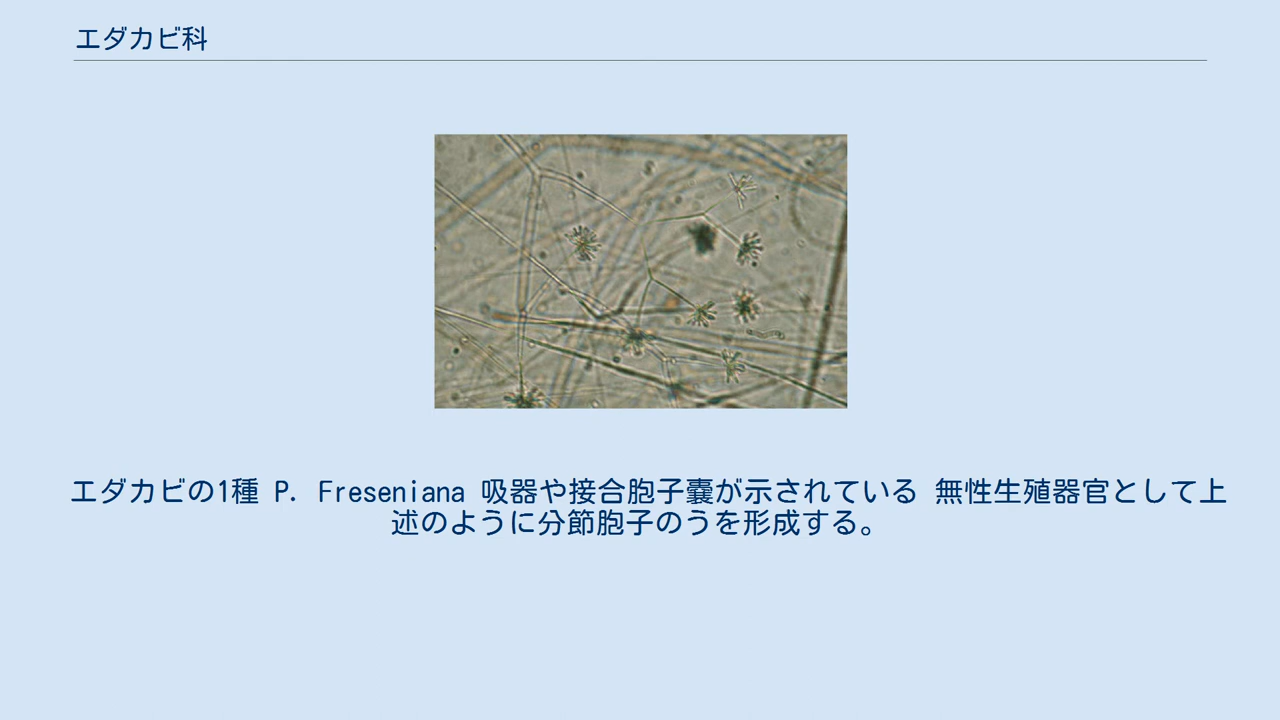 エダカビ科
エダカビの1種 P. Freseniana 吸器や接合胞子嚢が示されている 無性生殖器官として上
述のように分節胞子のうを形成する。